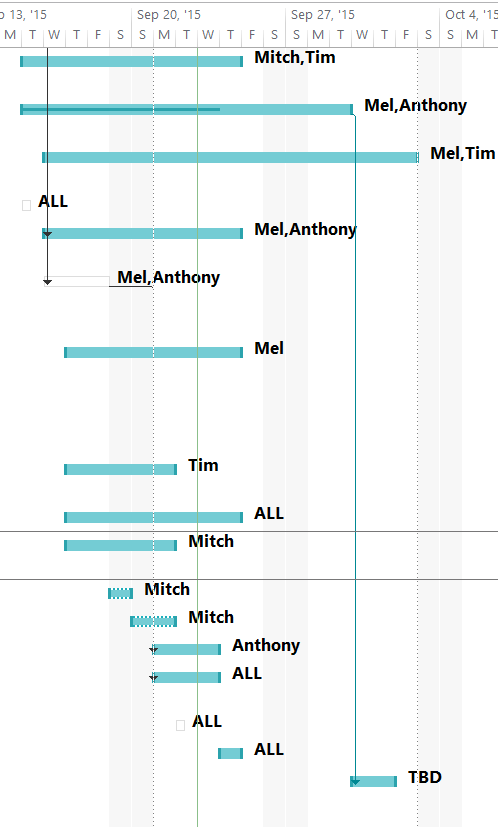 p 13, '15 Sep 20, '15 Sep 27, '15 Oct 4, '15
M T W T F S S M T W T F S S M T W T F S S M T
Mitch,Tim
Mel,Anthony
Mel,Tim
ALL
Mel,Anthony
Mel,Anthony
Mel
Tim
ALL
Mitch
Mitch
Mitch
Anthony
ALL
ALL
ALL
TBD